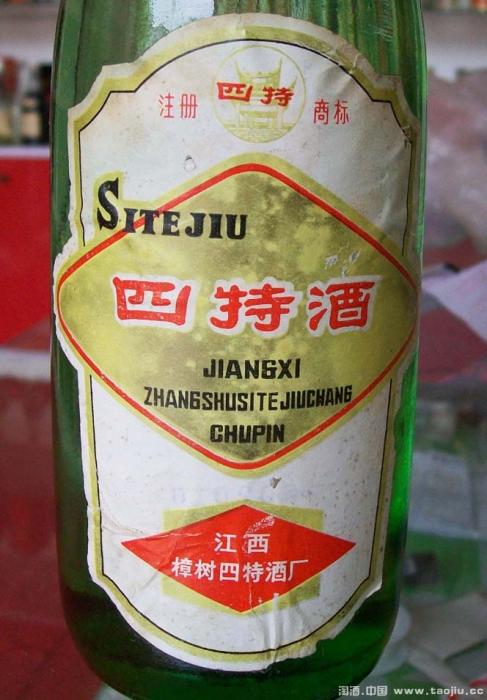 四特
注册 商标
SITEJIU
四特酒
JIANGXI
ZHANGSHUSITEJIUCHANG
CHUPIN
江西
樟树四特酒厂
淘酒.中国 www.taojiu.cc